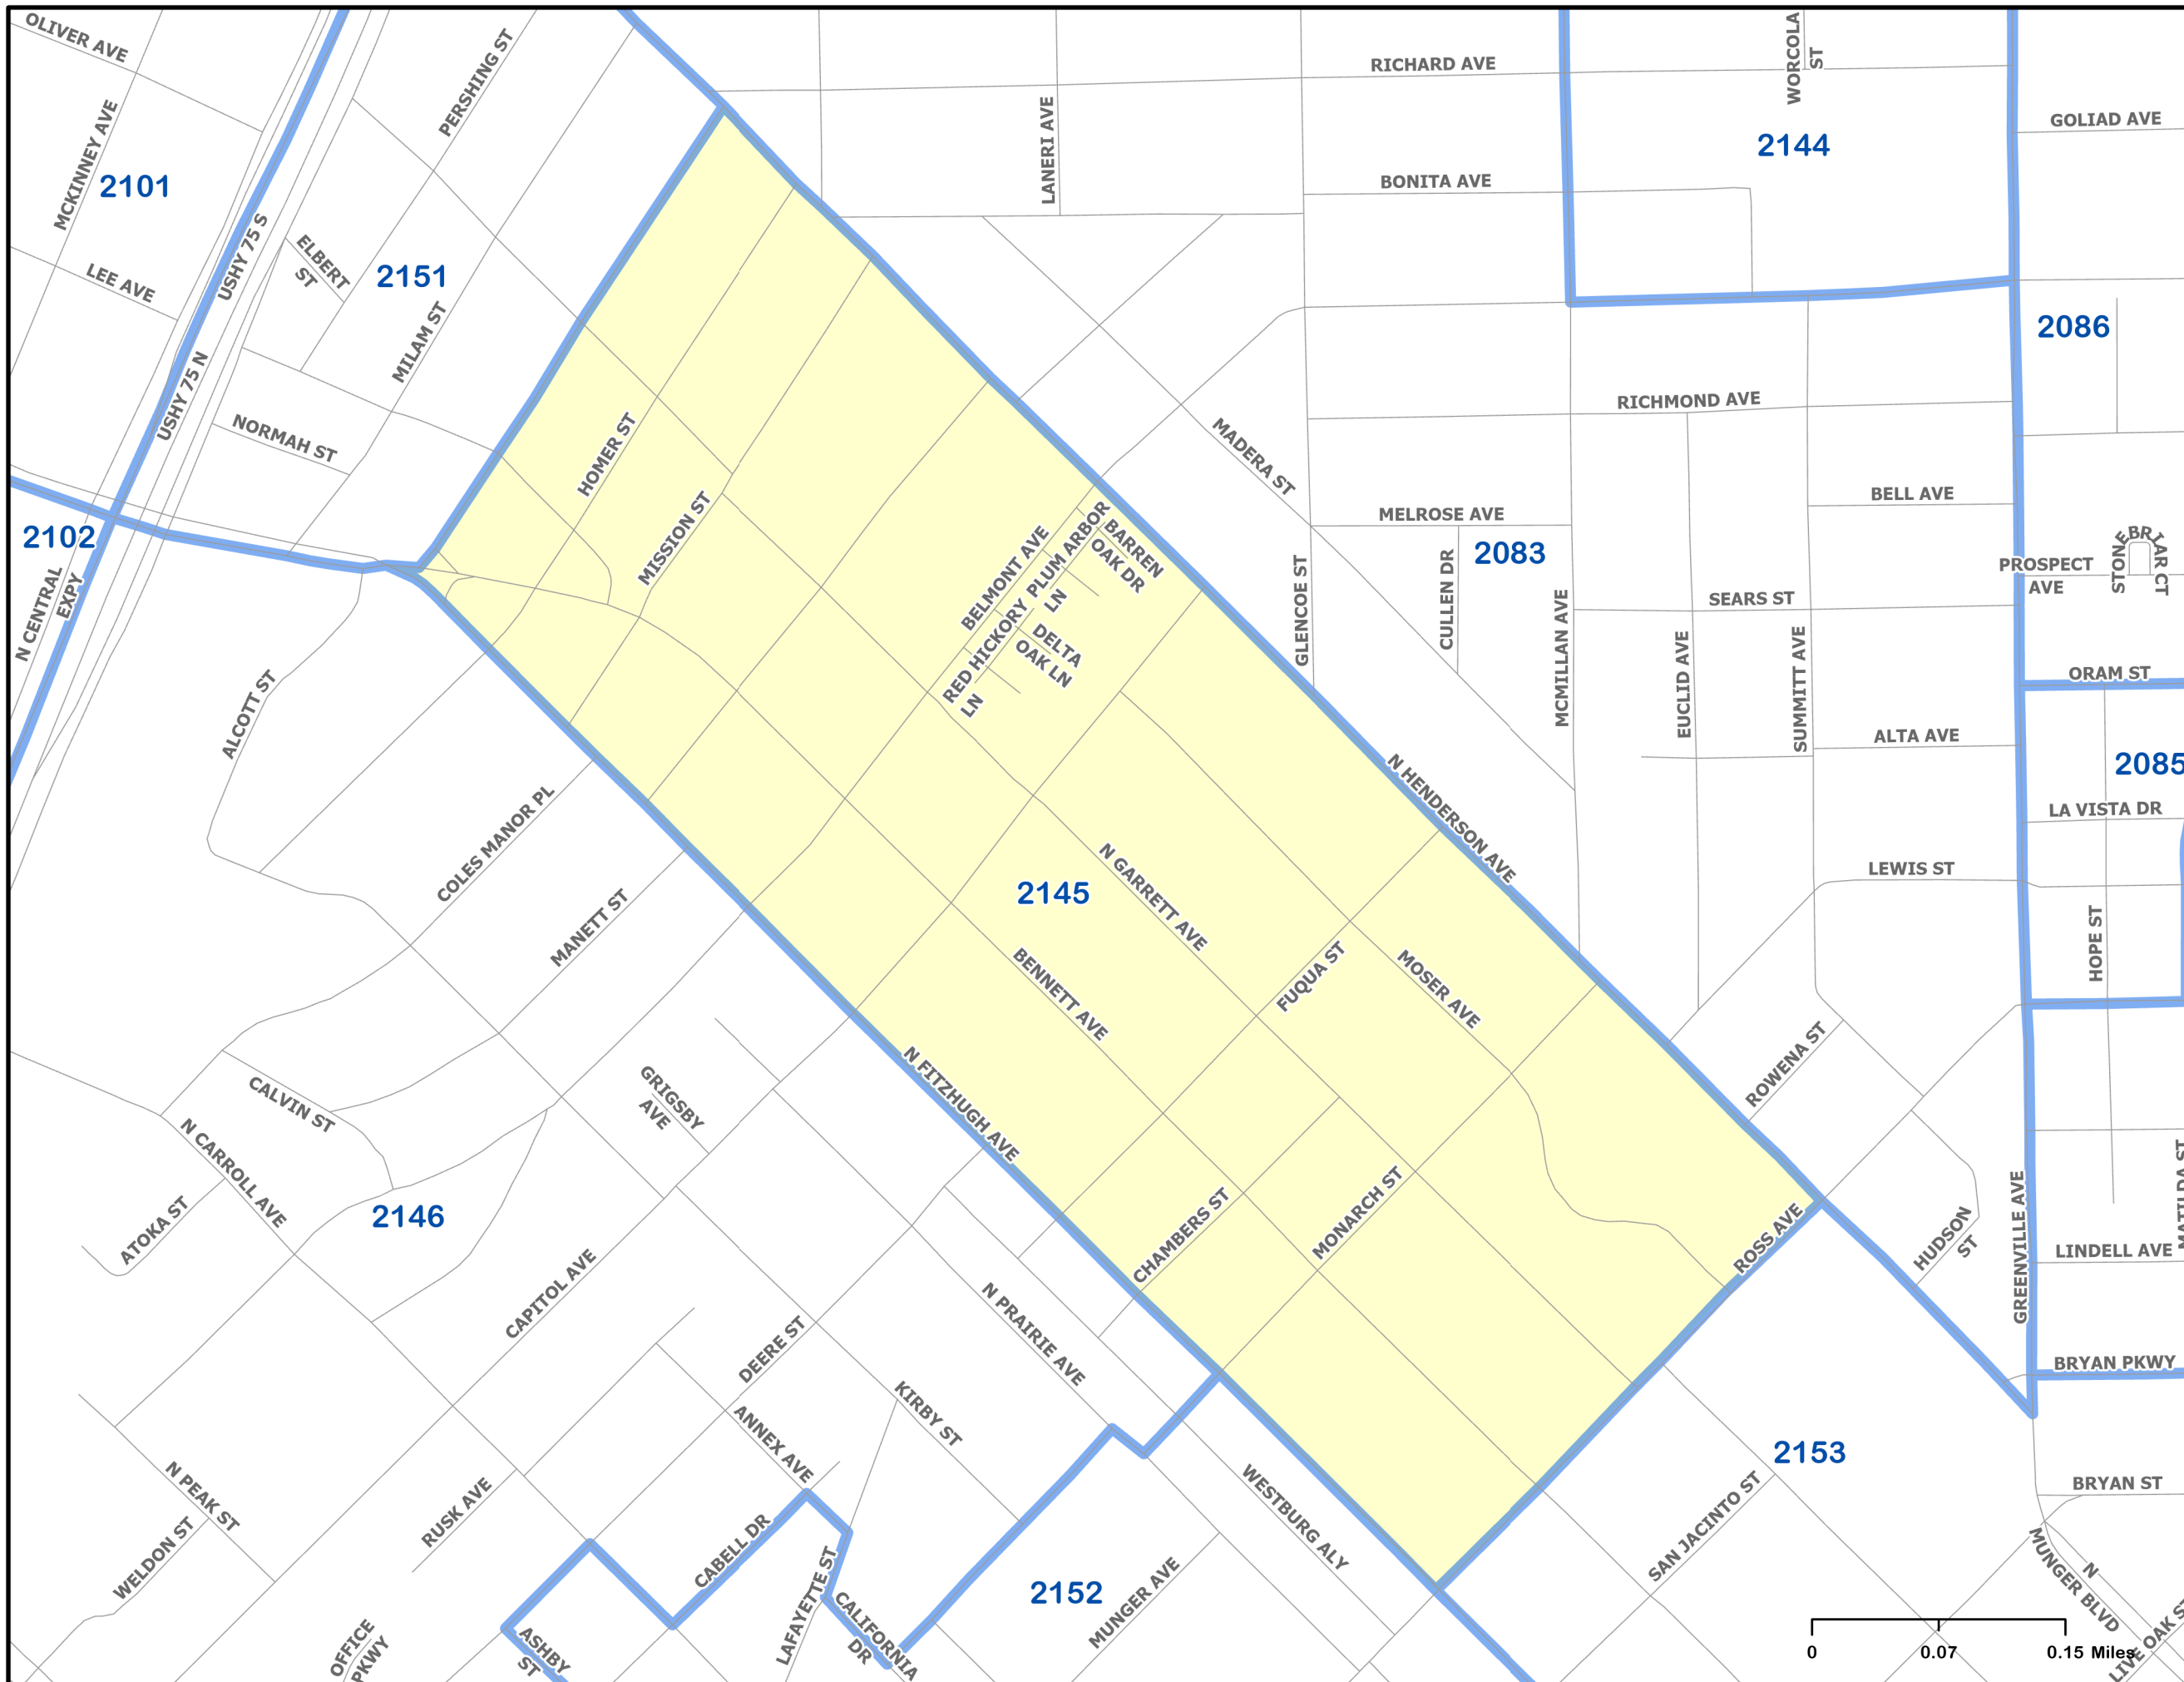 OLIVER AVE
MCKINNEY AVE
2101
LEE AVE
USHY 75 S
USHY 75 N
PERSHING ST
ELBERT
ST
2151
MILAM ST
NORMAH ST
2102
N CENTRAL
EXPY
RICHARD AVE
LANERI AVE
BONITA AVE
WORCOLA
ST
2144
GOLIAD AVE
2086
RICHMOND AVE
MADERA ST
BELL AVE
MELROSE AVE
2083
CULLEN DR
GLENCOE ST
MCMILLAN AVE
SEARS ST
EUCLID AVE
SUMMITT AVE
PROSPECT
AVE
STONEBRIAR CT
ORAM ST
ALTA AVE
2085
LA VISTA DR
LEWIS ST
HOPE ST
HOMER ST
MISSION ST
BELMONT AVE
PLUM ARBOR
LN
BARREN
OAK DR
RED HICKORY
LN
DELTA
OAK LN
ALCOTT ST
COLES MANOR PL
MANETT ST
N HENDERSON AVE
2145
N GARRETT AVE
BENNETT AVE
FUQUA ST
MOSER AVE
N FITZHUGH AVE
CHAMBERS ST
MONARCH ST
ROSS AVE
ROWENA ST
HUDSON
ST
GREENVILLE AVE
MATILDA ST
LINDELL AVE
BRYAN PKWY
CALVIN ST
N CARROLL AVE
ATOKA ST
2146
GRIGSBY
AVE
CAPITOL AVE
DEERE ST
N PRAIRIE AVE
KIRBY ST
ANNEX AVE
N PEAK ST
WELDON ST
RUSK AVE
CABELL DR
LAFAYETTE ST
CALIFORNIA
DR
ASHBY
ST
OFFICE
PKWY
2152
MUNGER AVE
WESTBURG ALY
2153
SAN JACINTO ST
BRYAN ST
N
MUNGER BLVD
LIVE OAK ST
0 0.07 0.15 Miles